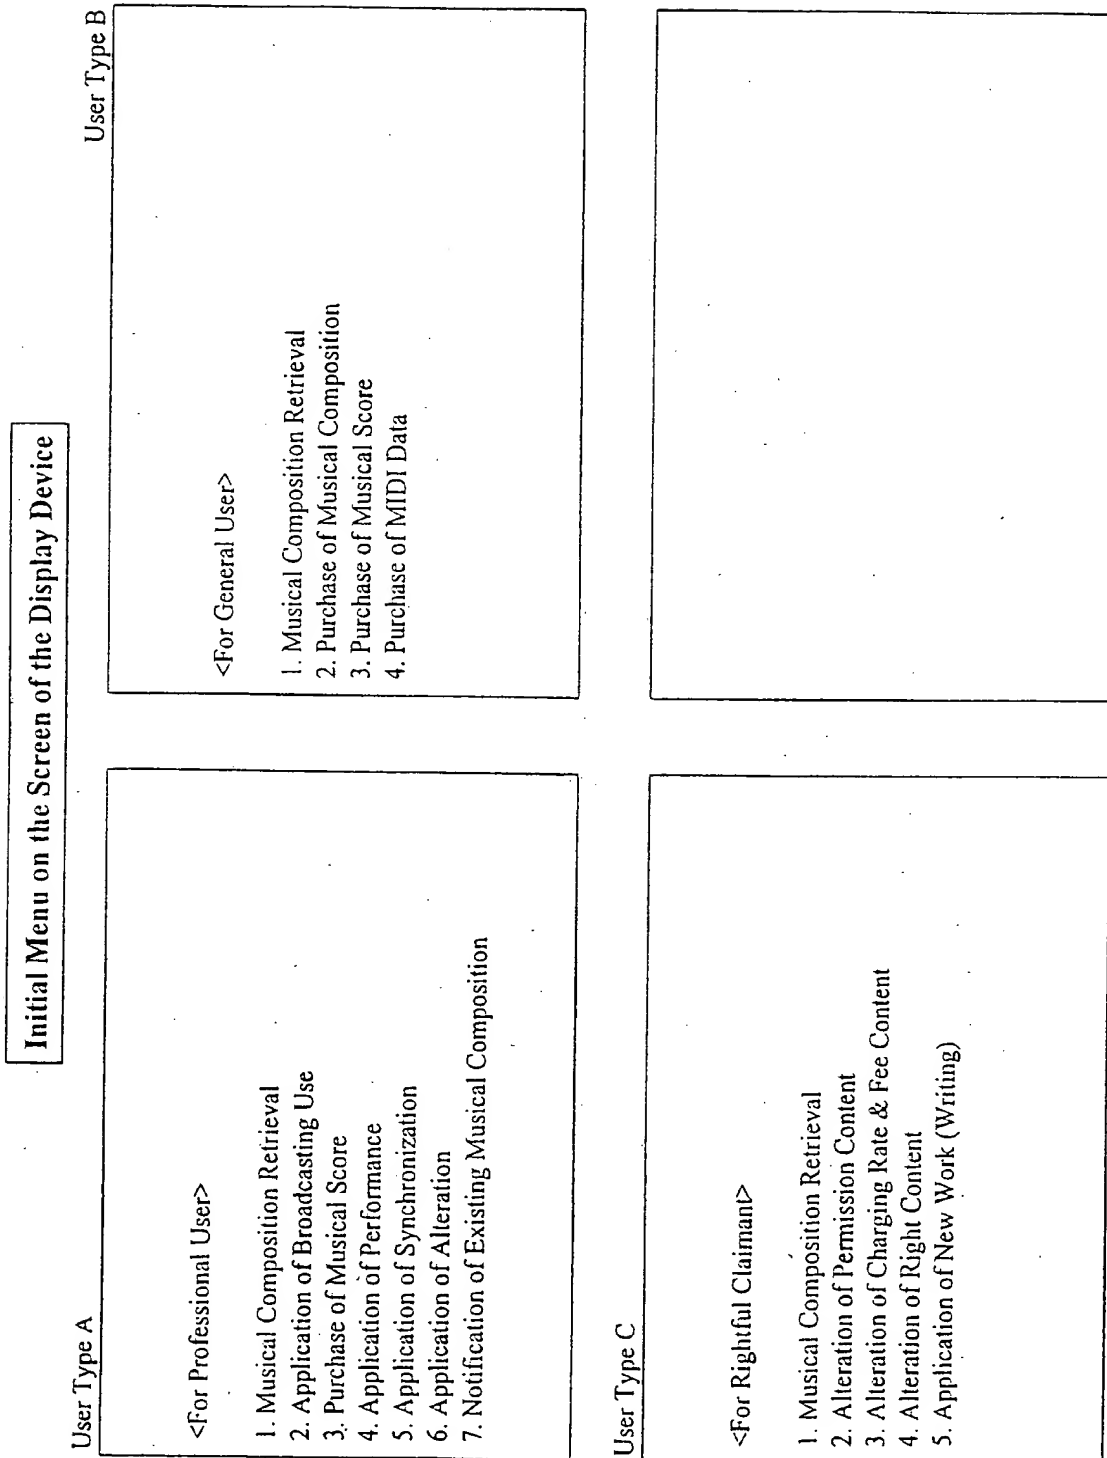 Initial Menu on the Screen of the Display Device
User Type A
<For Professional User>
1. Musical Composition Retrieval
2. Application of Broadcasting Use
3. Purchase of Musical Score
4. Application of Performance
5. Application of Synchronization
6. Application of Alteration
7. Notification of Existing Musical Composition
User Type B
<For General User>
1. Musical Composition Retrieval
2. Purchase of Musical Composition
3. Purchase of Musical Score
4. Purchase of MIDI Data
User Type C
<For Rightful Claimant>
1. Musical Composition Retrieval
2. Alteration of Permission Content
3. Alteration of Charging Rate & Fee Content
4. Alteration of Right Content
5. Application of New Work (Writing)